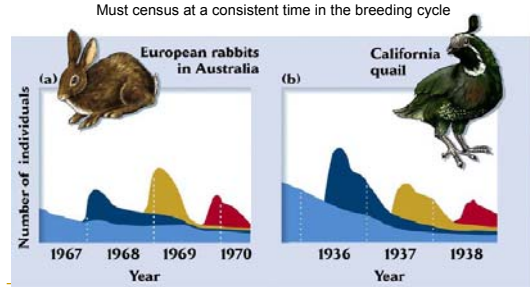 Must census at a consistent time in the breeding cycle
European rabbits
in Australia
(a)
Number of individuals
1967 1968 1969 1970
Year
California
quail
(b)
1936 1937 1938
Year